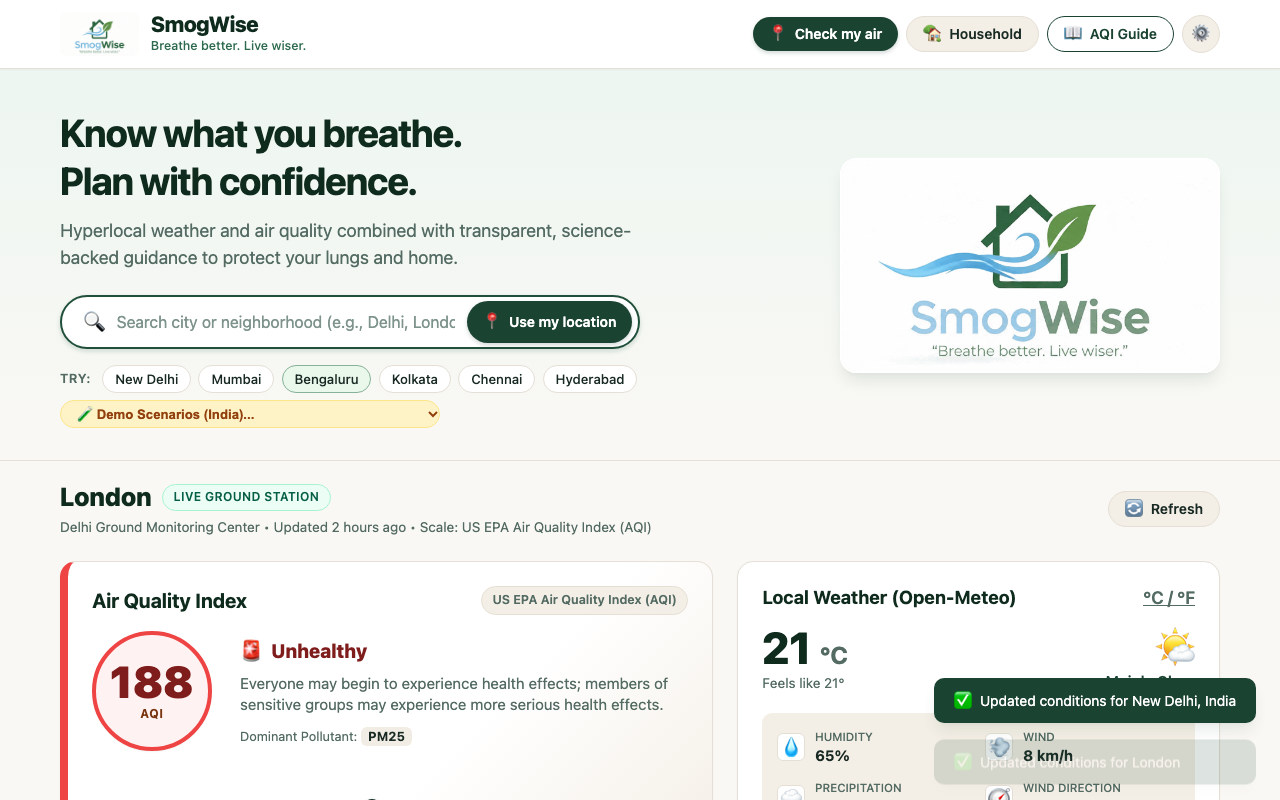 SmogWise
SmogWise
Breathe better. Live wiser.
📍 Check my air
🏡 Household
📖 AQI Guide
Know what you breathe.
Plan with confidence.
Hyperlocal weather and air quality combined with transparent, science-
backed guidance to protect your lungs and home.
Search city or neighborhood (e.g., Delhi, Londc
📍 Use my location
SmogWise
“Breathe better. Live wiser.”
TRY: New Delhi Mumbai Bengaluru Kolkata Chennai Hyderabad
🧪 Demo Scenarios (India)...
London LIVE GROUND STATION
Delhi Ground Monitoring Center • Updated 2 hours ago • Scale: US EPA Air Quality Index (AQI)
Refresh
Air Quality Index
US EPA Air Quality Index (AQI)
188
AQI
Unhealthy
Everyone may begin to experience health effects; members of
sensitive groups may experience more serious health effects.
Dominant Pollutant: PM25
Local Weather (Open-Meteo)
°C / °F
21 °C
Feels like 21°
HUMIDITY
65%
WIND
8 km/h
PRECIPITATION
WIND DIRECTION
Updated conditions for New Delhi, India
Updated conditions for London